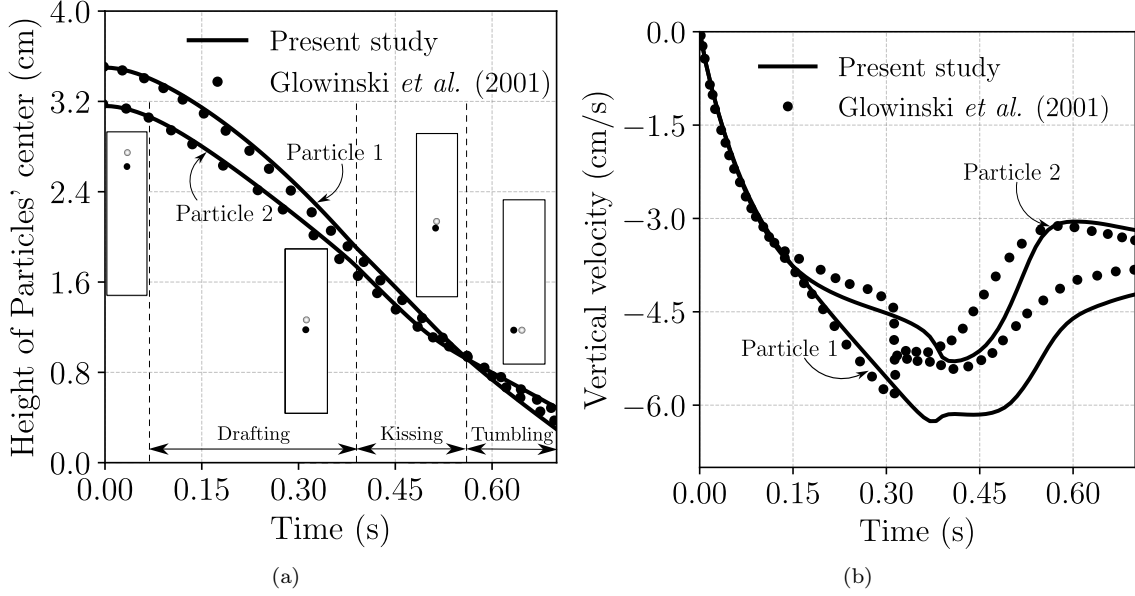 Height of Particles' center (cm)
4.0
3.2
2.4
1.6
0.8
0.0
Present study
Glowinski et al. (2001)
Particle 1
Particle 2
Drafting
Kissing
Tumbling
0.00
0.15
0.30
0.45
0.60
Time (s)
(a)
Vertical velocity (cm/s)
0.0
−1.5
−3.0
−4.5
−6.0
Present study
Glowinski et al. (2001)
Particle 2
Particle 1
0.00
0.15
0.30
0.45
0.60
Time (s)
(b)